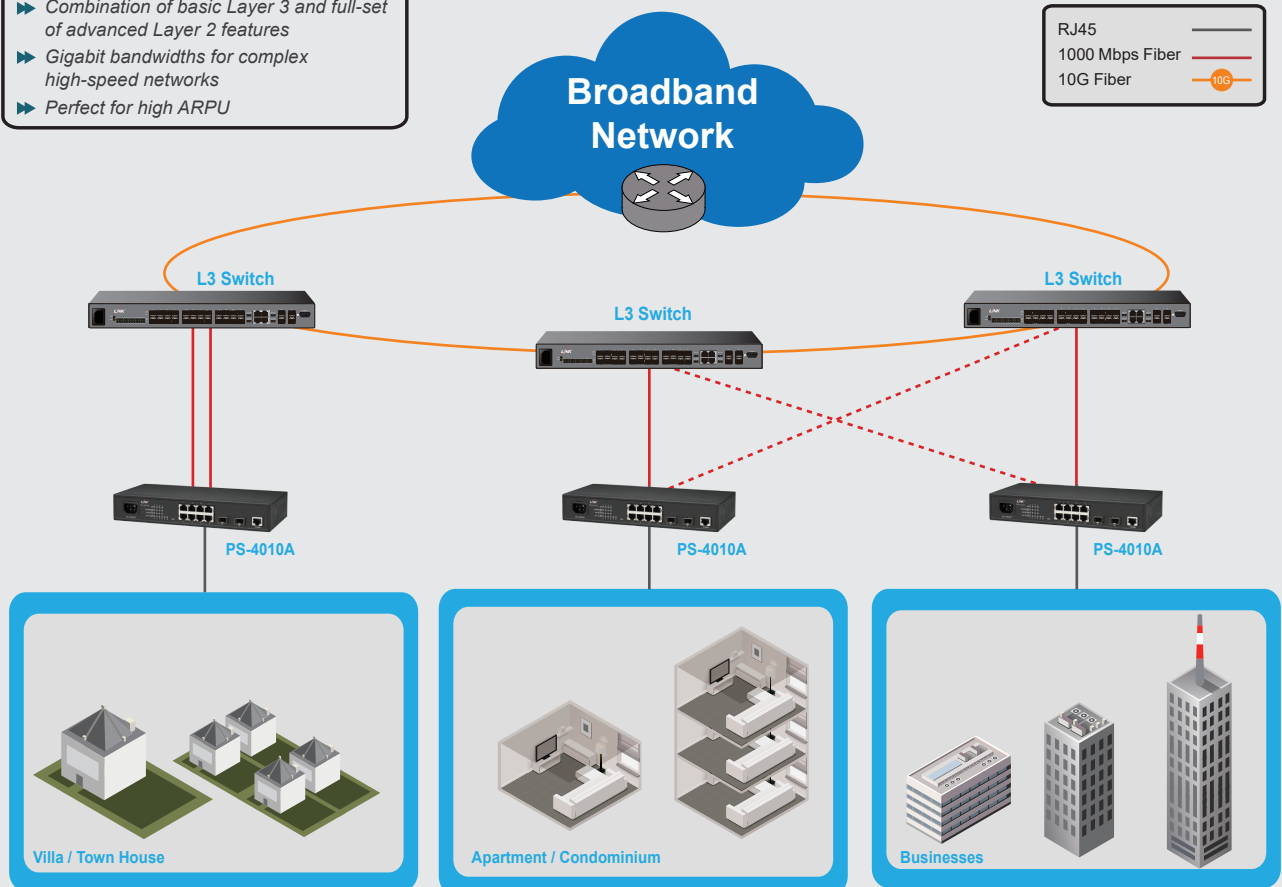 Combination of basic Layer 3 and full-set
of advanced Layer 2 features
Gigabit bandwidths for complex
high-speed networks
Perfect for high ARPU
RJ45
1000 Mbps Fiber
10G Fiber
10G
Broadband
Network
L3 Switch
L3 Switch
L3 Switch
PS-4010A
PS-4010A
PS-4010A
Villa / Town House
Apartment / Condominium
Businesses